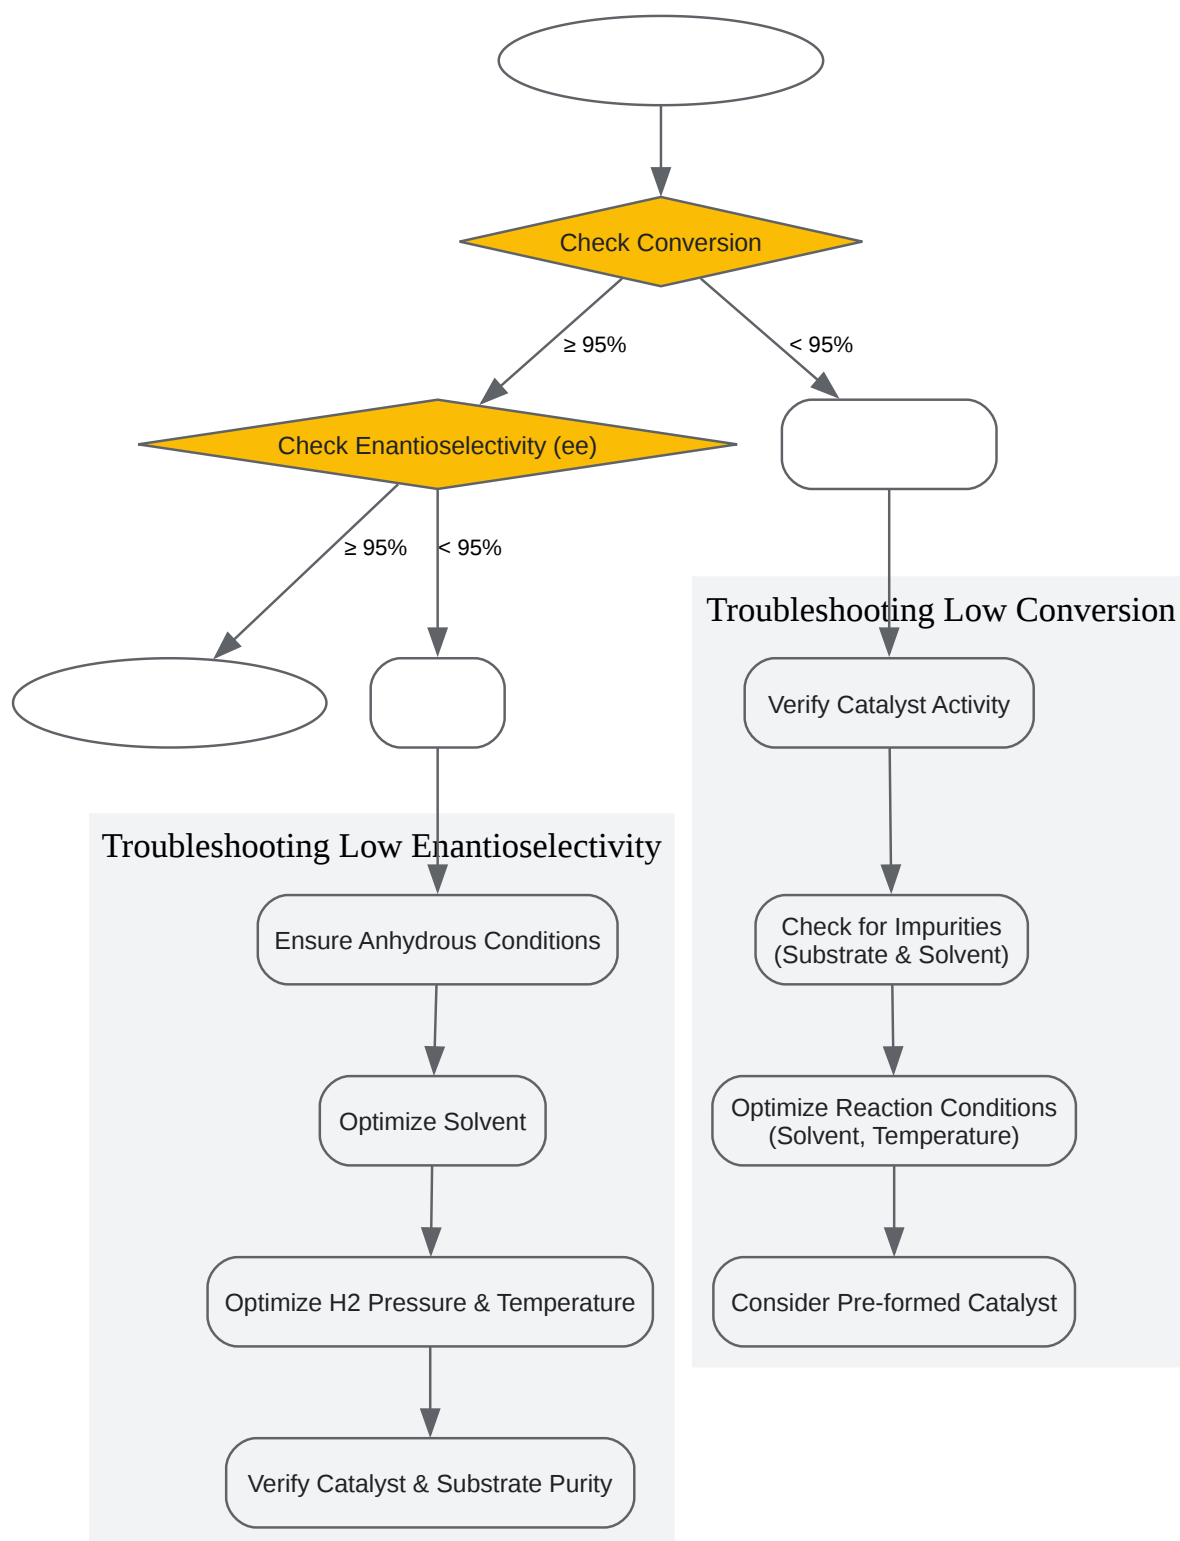 Check Conversion
≥ 95%
< 95%
Check Enantioselectivity (ee)
≥ 95%
< 95%
Troubleshooting Low Conversion
Verify Catalyst Activity
Troubleshooting Low Enantioselectivity
Ensure Anhydrous Conditions
Check for Impurities
(Substrate & Solvent)
Optimize Solvent
Optimize Reaction Conditions
(Solvent, Temperature)
Optimize H2 Pressure & Temperature
Consider Pre-formed Catalyst
Verify Catalyst & Substrate Purity